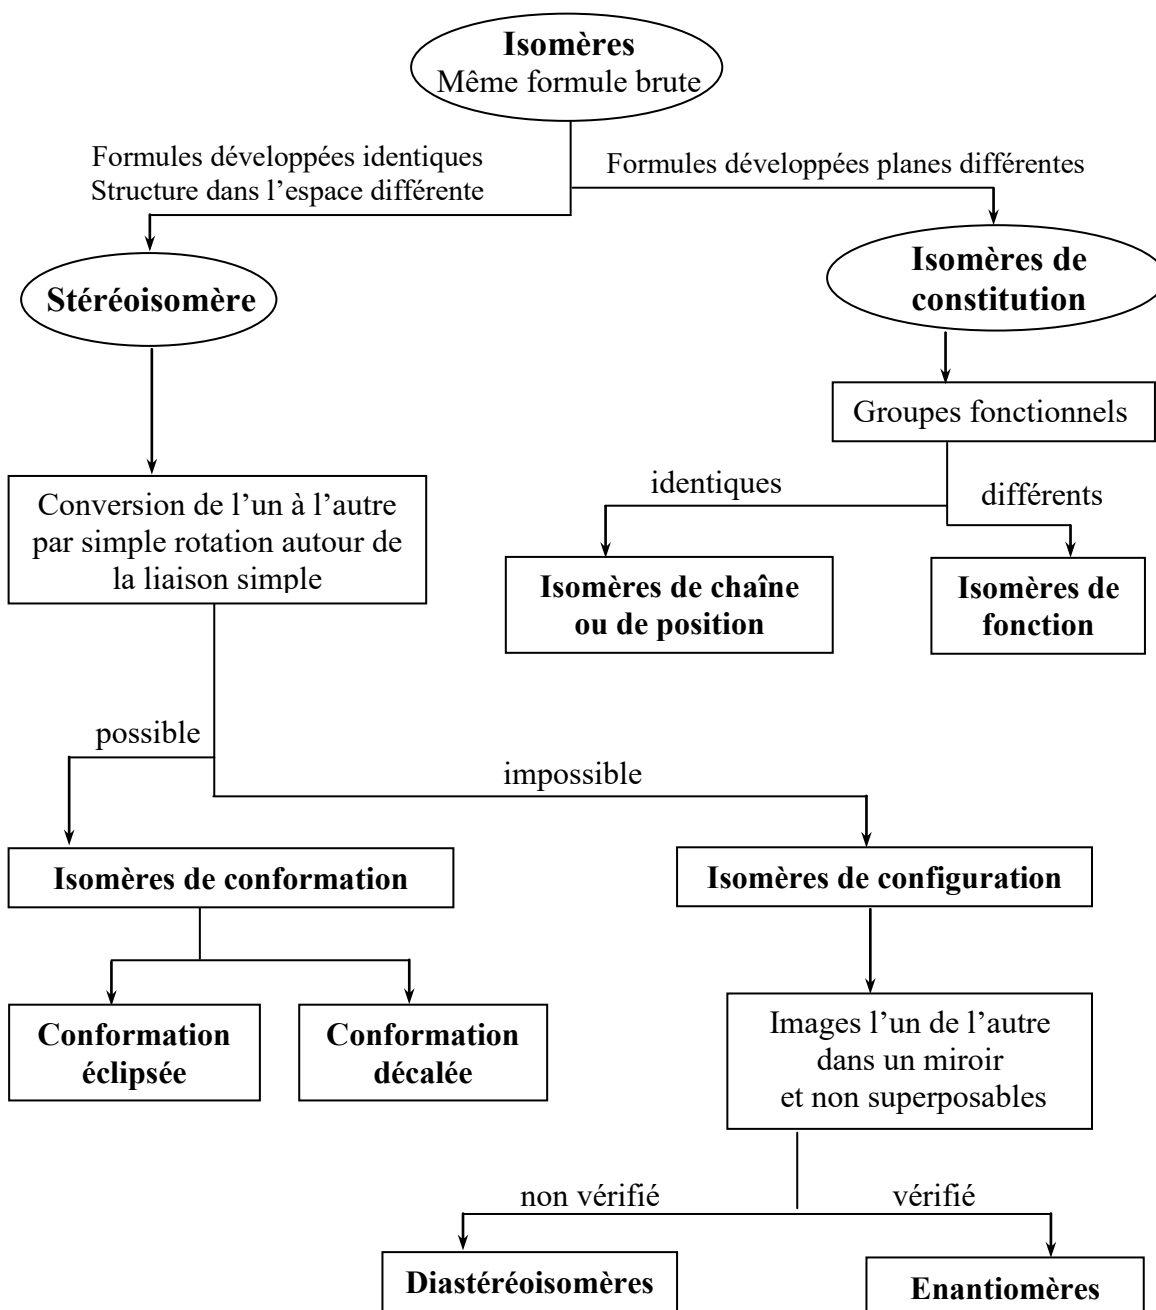 Isomères
Même formule brute
Formules développées identiques
Structure dans l’espace différente
Formules développées planes différentes
Stéréoisomère
Isomères de
constitution
Groupes fonctionnels
identiques
différents
Conversion de l’un à l’autre
par simple rotation autour de
la liaison simple
Isomères de chaîne
ou de position
Isomères de
fonction
possible
impossible
Isomères de conformation
Isomères de configuration
Conformation
éclipsée
Conformation
décalée
Images l’un de l’autre
dans un miroir
et non superposables
non vérifié
vérifié
Diastéréoisomères
Enantiomères